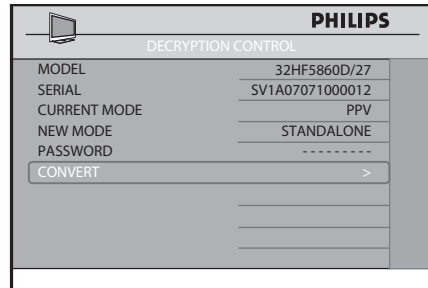 PHILIPS
DECRYPTION CONTROL
MODEL 32HF5860D/27
SERIAL SV1A07071000012
CURRENT MODE PPV
NEW MODE STANDALONE
PASSWORD - - - - - - - - -
CONVERT >